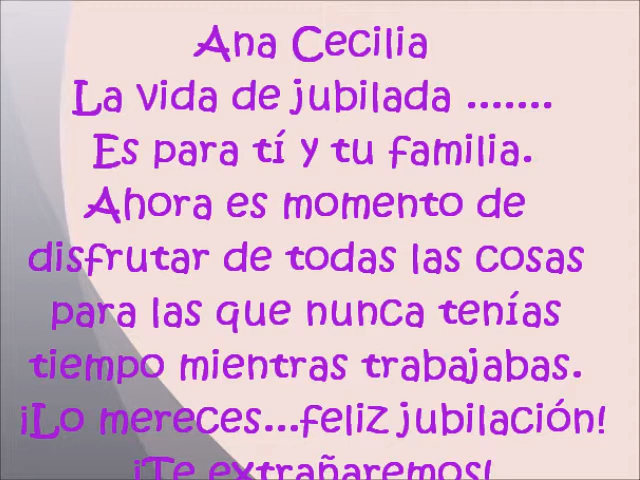 Ana Cecilia
La vida de jubilada .......
Es para tí y tu familia.
Ahora es momento de
disfrutar de todas las cosas
para las que nunca tenías
tiempo mientras trabajabas.
¡Lo mereces...feliz jubilación!
¡Te extrañaremos!